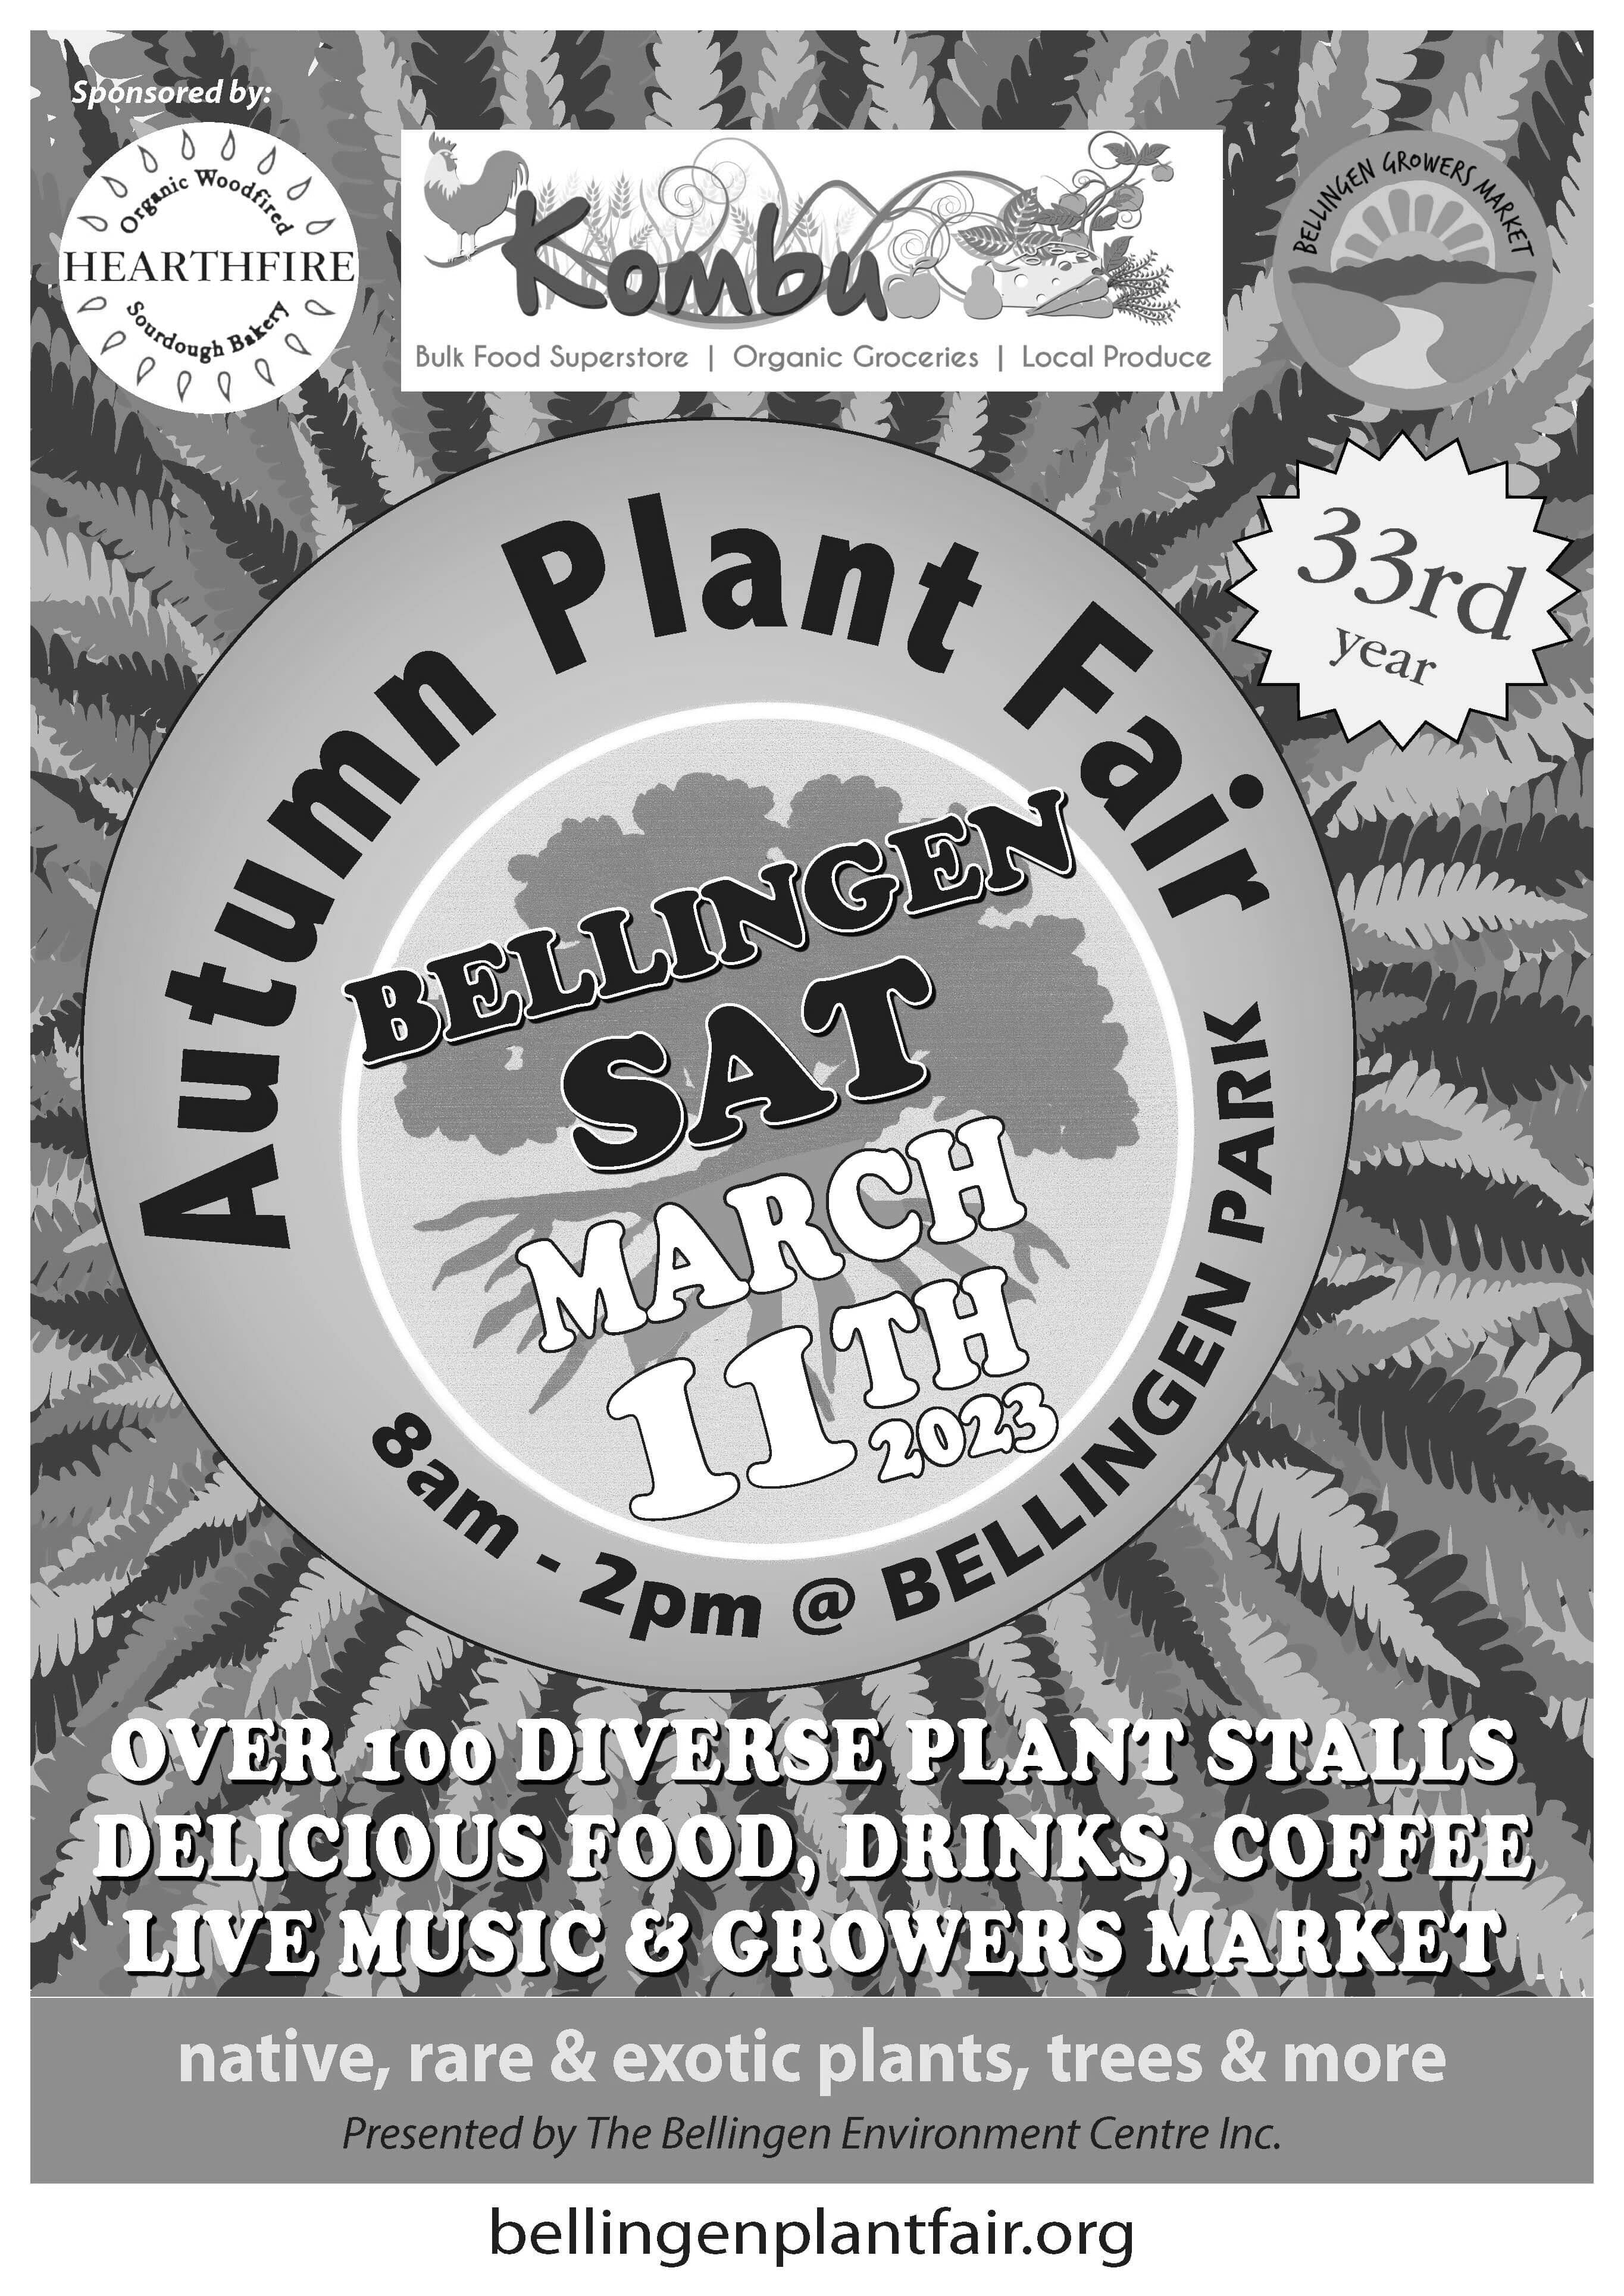 Sponsored by:
Organic Woodfired
HEARTHFIRE
Sourdough Bakery
Kombu
Bulk Food Superstore | Organic Groceries | Local Produce
BELLINGEN GROWERS MARKET
33rd
year
Autumn Plant Fair
BELLINGEN
SAT
MARCH
11TH
2023
8am - 2pm @ BELLINGEN PARK
OVER 100 DIVERSE PLANT STALLS
DELICIOUS FOOD, DRINKS, COFFEE
LIVE MUSIC & GROWERS MARKET
native, rare & exotic plants, trees & more
Presented by The Bellingen Environment Centre Inc.
bellingenplantfair.org